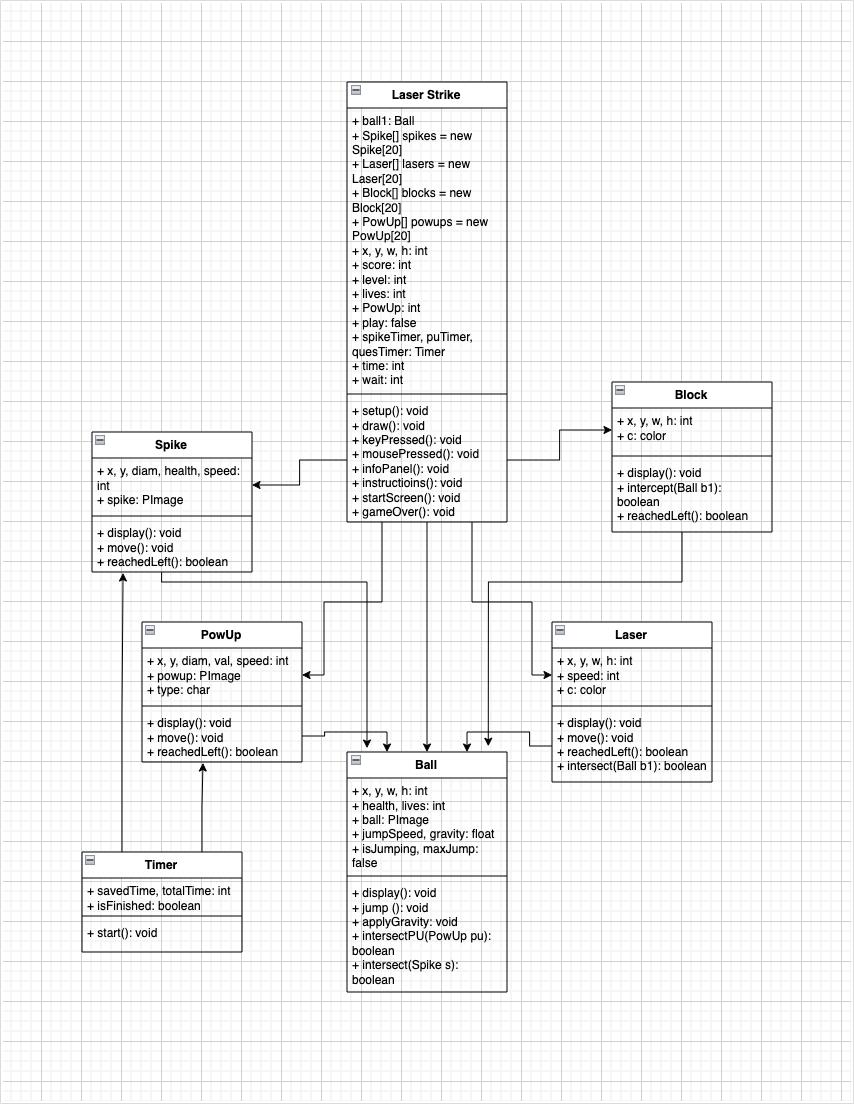 Laser Strike
+ ball1: Ball
+ Spike[] spikes = new
Spike[20]
+ Laser[] lasers = new
Laser[20]
+ Block[] blocks = new
Block[20]
+ PowUp[] powups = new
PowUp[20]
+ x, y, w, h: int
+ score: int
+ level: int
+ lives: int
+ PowUp: int
+ play: false
+ spikeTimer, puTimer,
quesTimer: Timer
+ time: int
+ wait: int
+ setup(): void
+ draw(): void
+ keyPressed(): void
+ mousePressed(): void
+ infoPanel(): void
+ instructioins(): void
+ startScreen(): void
+ gameOver(): void
Block
+ x, y, w, h: int
+ c: color
+ display(): void
+ intercept(Ball b1):
boolean
+ reachedLeft(): boolean
Spike
+ x, y, diam, health, speed:
int
+ spike: PImage
+ display(): void
+ move(): void
+ reachedLeft(): boolean
PowUp
+ x, y, diam, val, speed: int
+ powup: PImage
+ type: char
+ display(): void
+ move(): void
+ reachedLeft(): boolean
Laser
+ x, y, w, h: int
+ speed: int
+ c: color
+ display(): void
+ move(): void
+ reachedLeft(): boolean
+ intersect(Ball b1): boolean
Ball
+ x, y, w, h: int
+ health, lives: int
+ ball: PImage
+ jumpSpeed, gravity: float
+ isJumping, maxJump:
false
+ display(): void
+ jump (): void
+ applyGravity: void
+ intersectPU(PowUp pu):
boolean
+ intersect(Spike s):
boolean
Timer
+ savedTime, totalTime: int
+ isFinished: boolean
+ start(): void